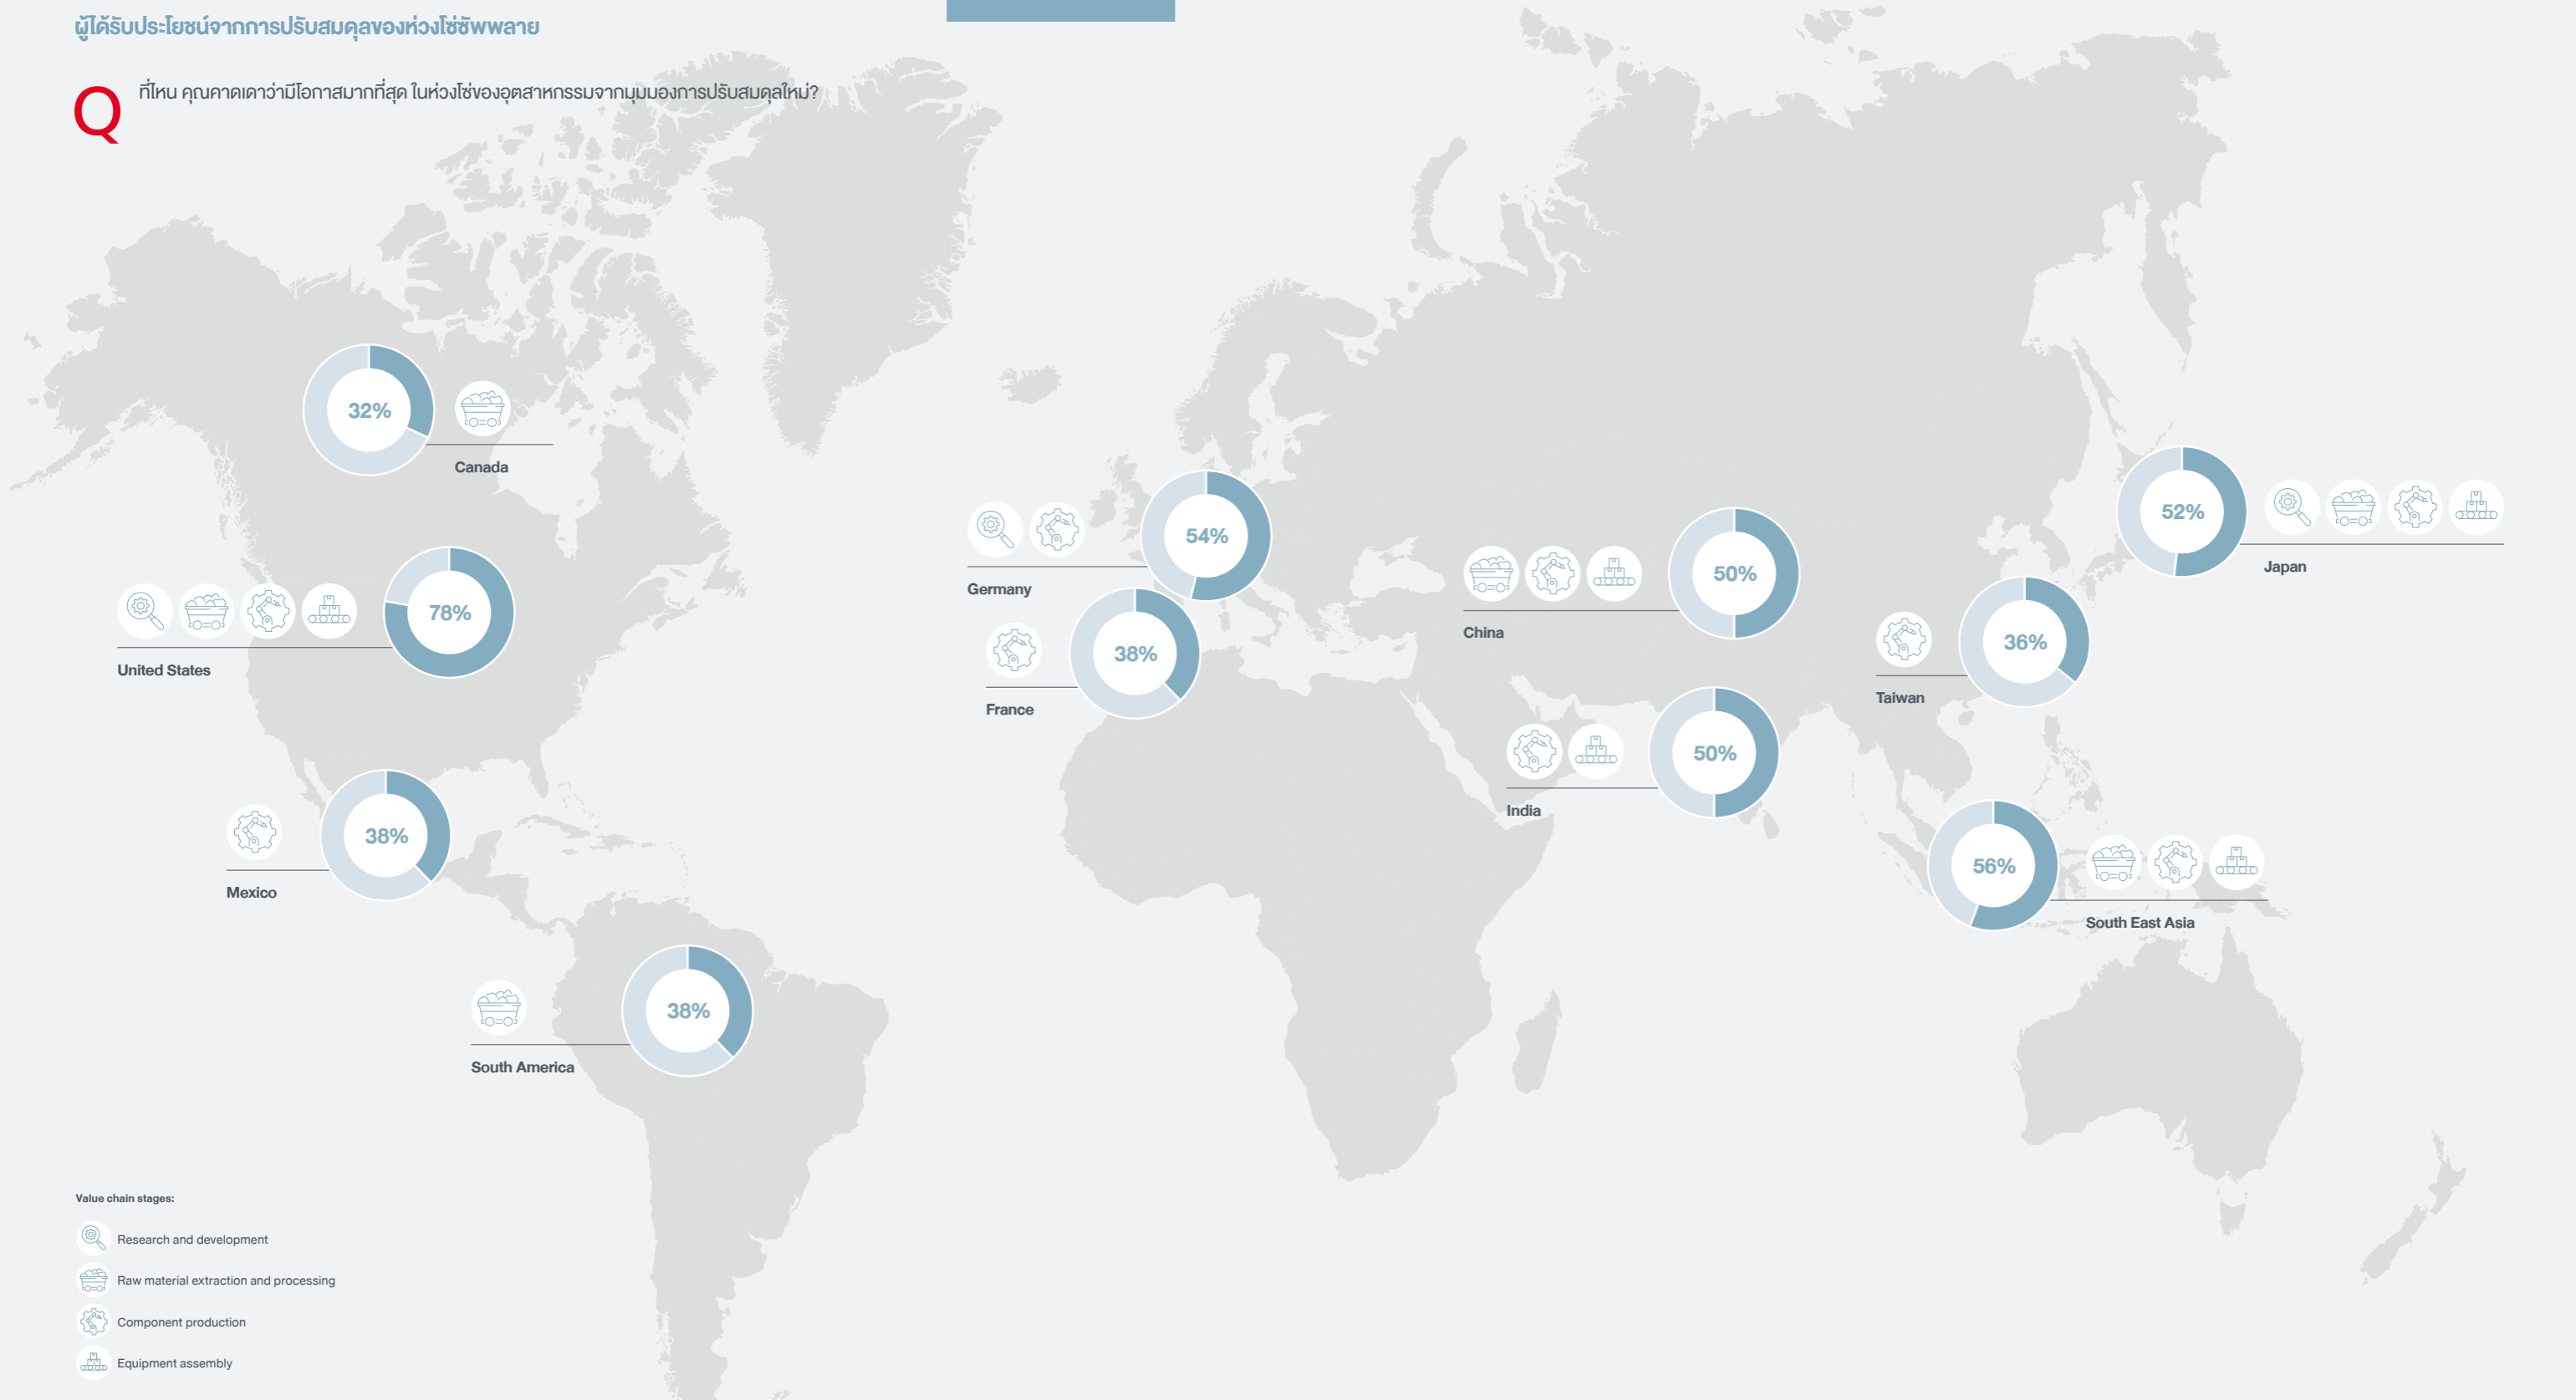 ผู้ได้รับประโยชน์จากการปรับสมดุลของห่วงโซ่ซัพพลาย
Q
ที่ไหน คุณคาดเดาว่ามีโอกาสมากที่สุด ในห่วงโซ่ของอุตสาหกรรมจากมุมมองการปรับสมดุลใหม่?
32%
Canada
78%
United States
38%
Mexico
38%
South America
54%
Germany
38%
France
50%
China
50%
India
52%
Japan
36%
Taiwan
56%
South East Asia
Value chain stages:
Research and development
Raw material extraction and processing
Component production
Equipment assembly